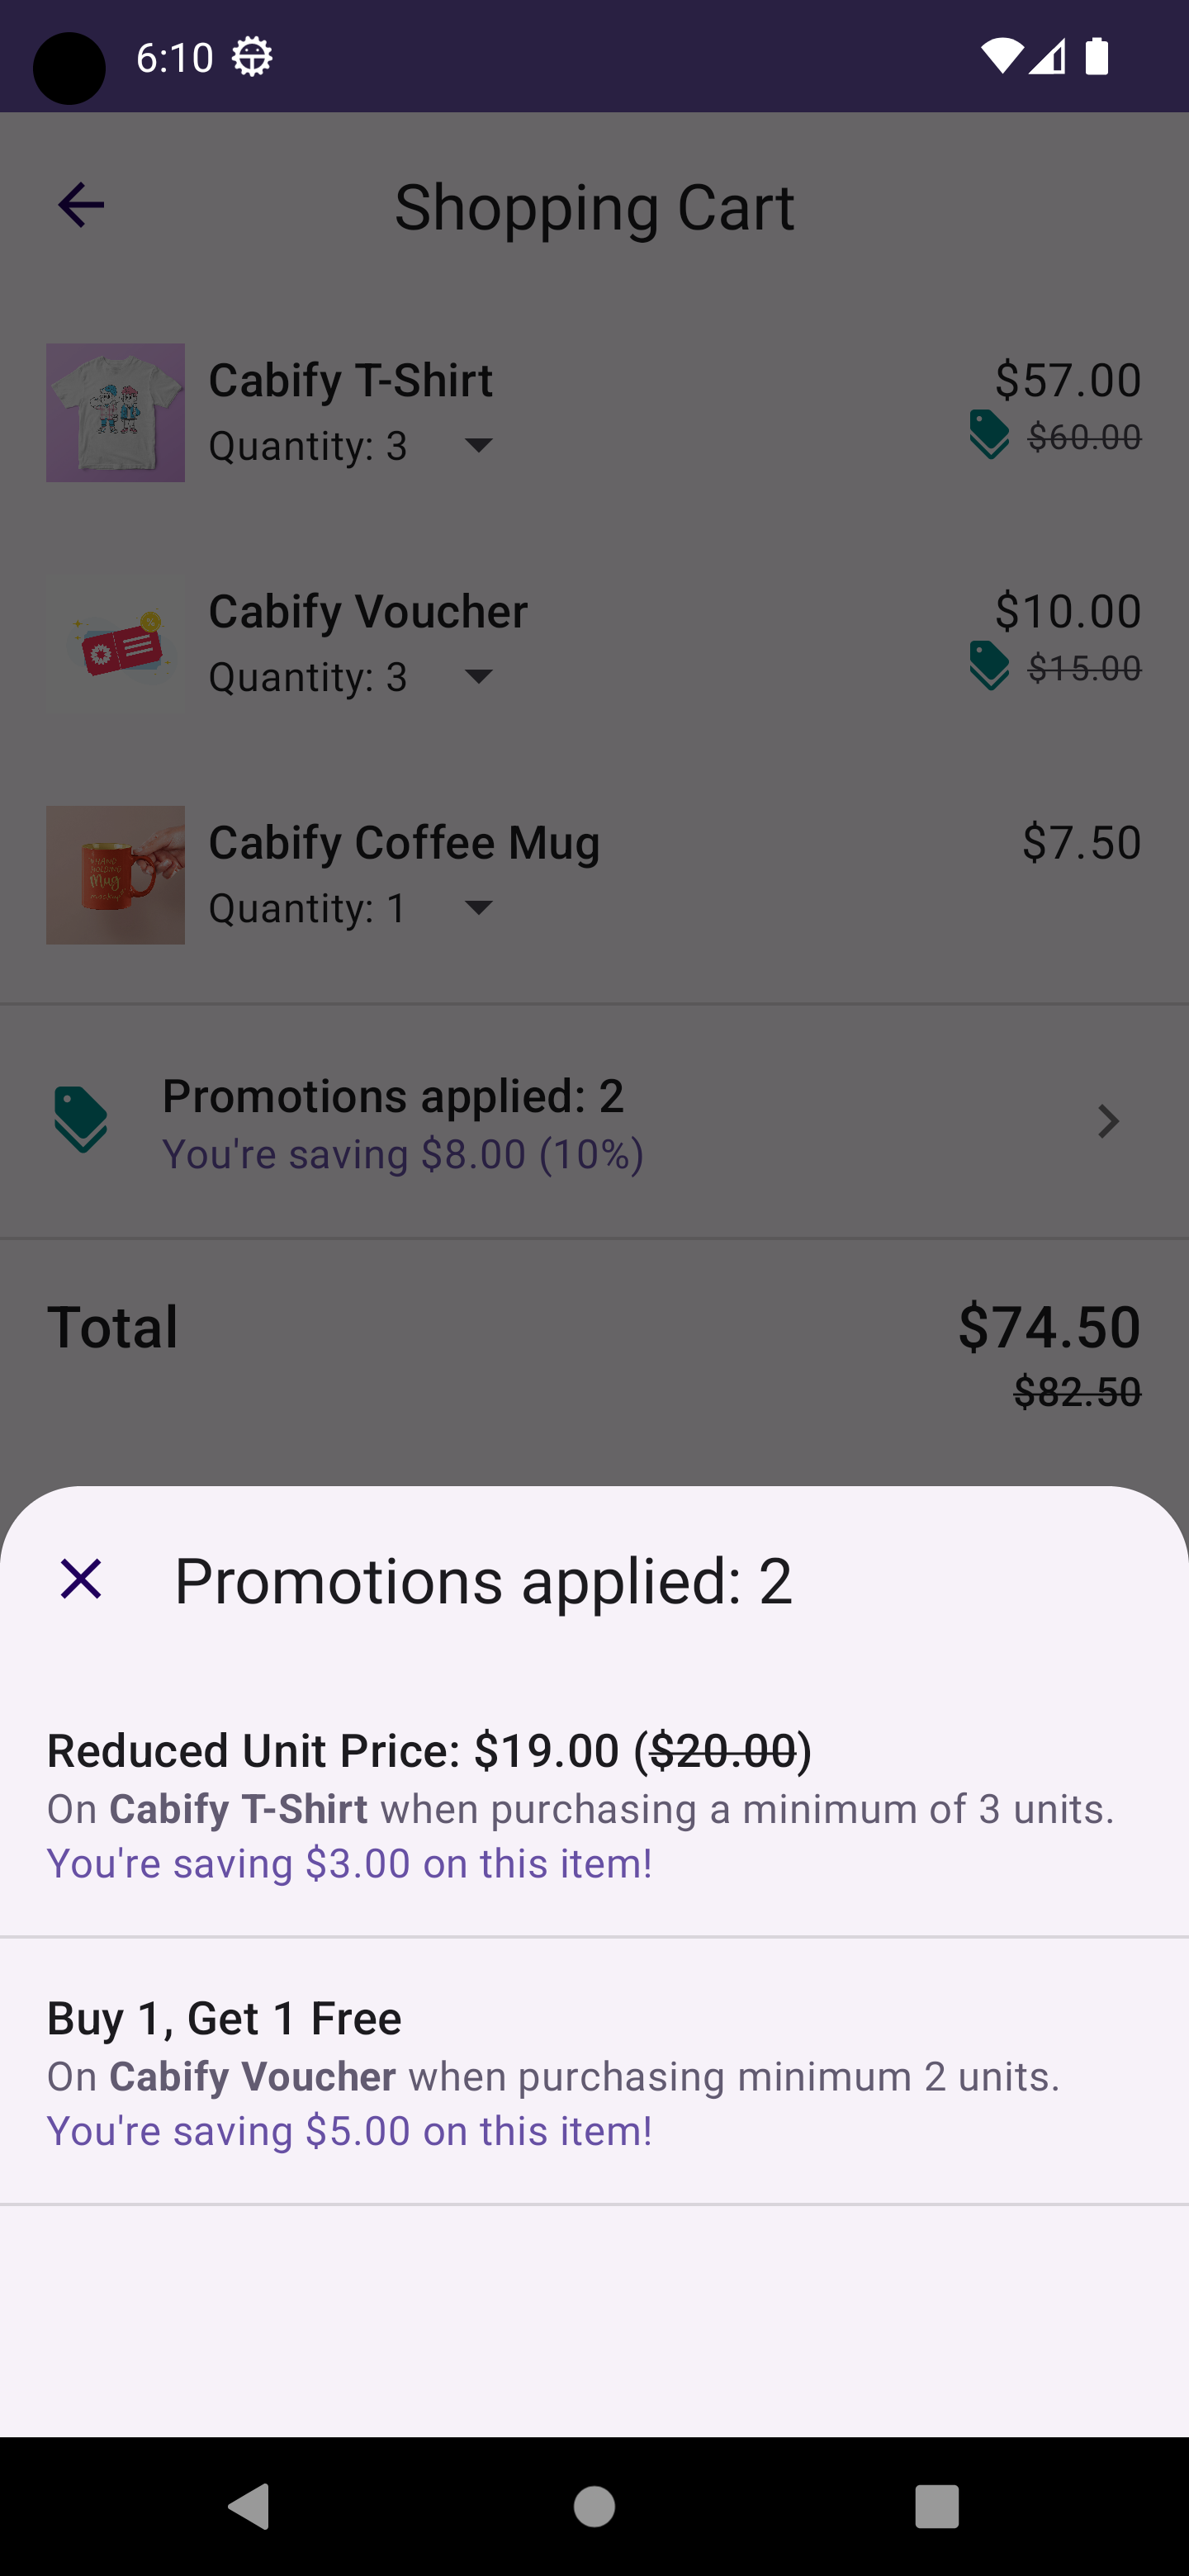 6:10
Shopping Cart
Cabify T-Shirt
$57.00
Quantity: 3
$60.00
Cabify Voucher
$10.00
Quantity: 3
$15.00
Cabify Coffee Mug
$7.50
Quantity: 1
Promotions applied: 2
You're saving $8.00 (10%)
Total
$74.50
$82.50
Promotions applied: 2
Reduced Unit Price: $19.00 ($20.00)
On Cabify T-Shirt when purchasing a minimum of 3 units.
You're saving $3.00 on this item!
Buy 1, Get 1 Free
On Cabify Voucher when purchasing minimum 2 units.
You're saving $5.00 on this item!